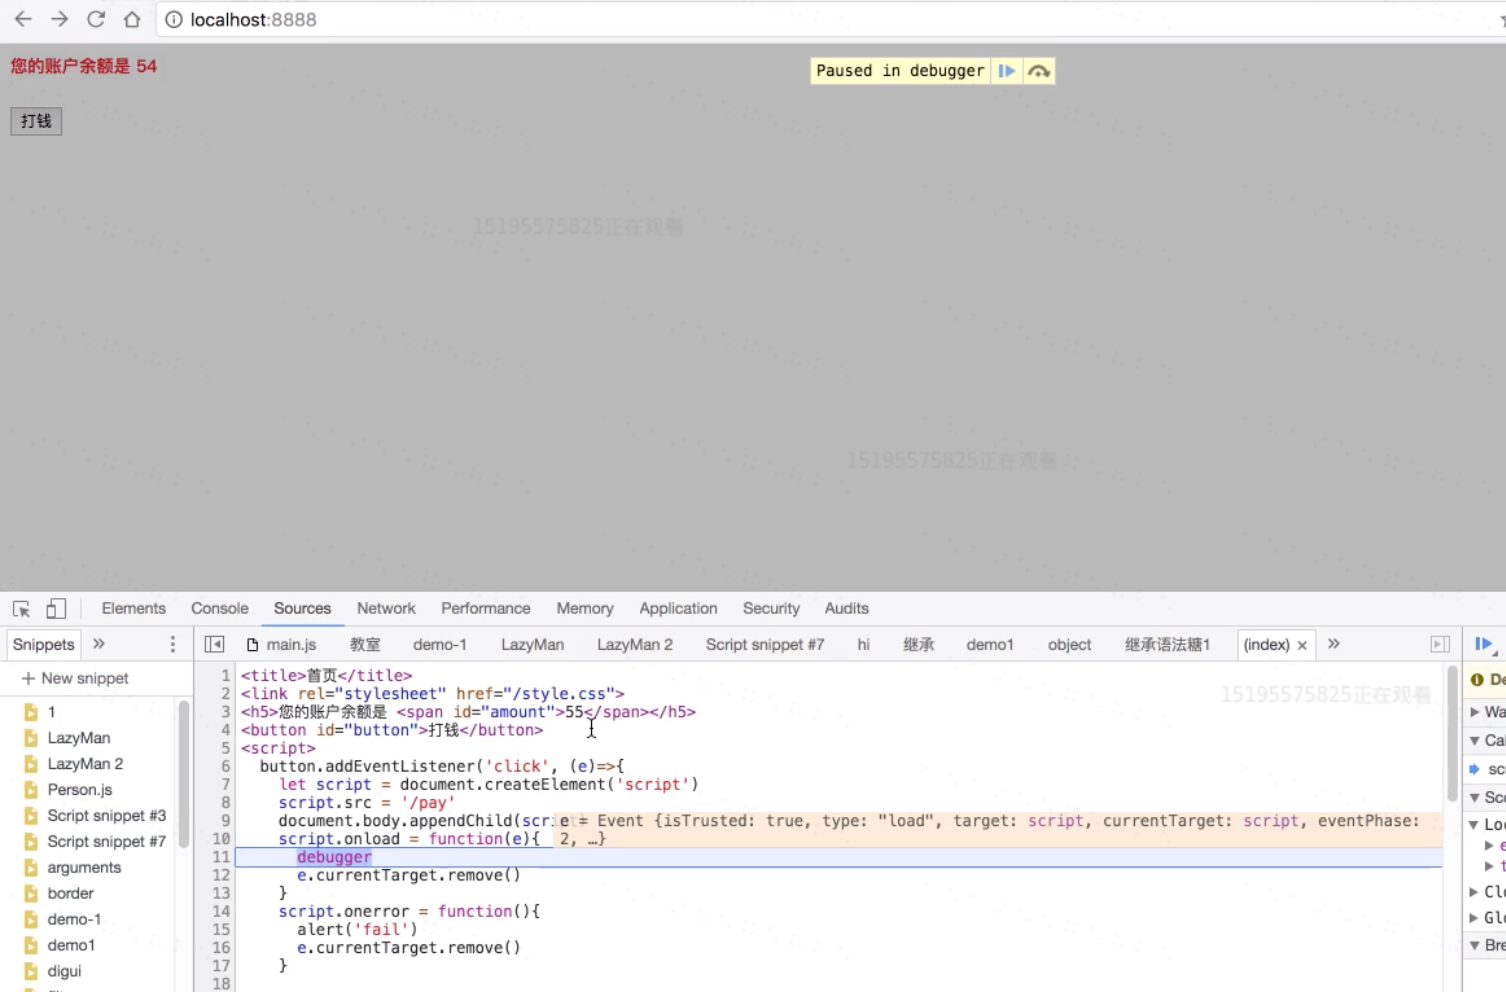 localhost:8888
您的账户余额是 54
Paused in debugger
打钱
15195575825正在观看
15195575825正在观看
Elements Console Sources Network Performance Memory Application Security Audits
Snippets » main.js 教室 demo-1 LazyMan LazyMan 2 Script snippet #7 hi 继承 demo1 object 继承语法糖1 (index) × »
+ New snippet
1
LazyMan
LazyMan 2
Person.js
Script snippet #3
Script snippet #7
arguments
border
demo-1
demo1
digui
1 <title>首页</title>
2 <link rel="stylesheet" href="/style.css">
15195575825正在观看
3 <h5>您的账户余额是 <span id="amount">55</span></h5>
4 <button id="button">打钱</button>
5 <script>
6 button.addEventListener('click', (e)=>{
7 let script = document.createElement('script')
8 script.src = '/pay'
9 document.body.appendChild(scri
e = Event {isTrusted: true, type: "load", target: script, currentTarget: script, eventPhase:
10 script.onload = function(e){ 2, …}
11 debugger
12 e.currentTarget.remove()
13 }
14 script.onerror = function(){
15 alert('fail')
16 e.currentTarget.remove()
17 }
18
De
Wa
Cal
sc
Sco
Loc
e
t
Clo
Glo
Bre